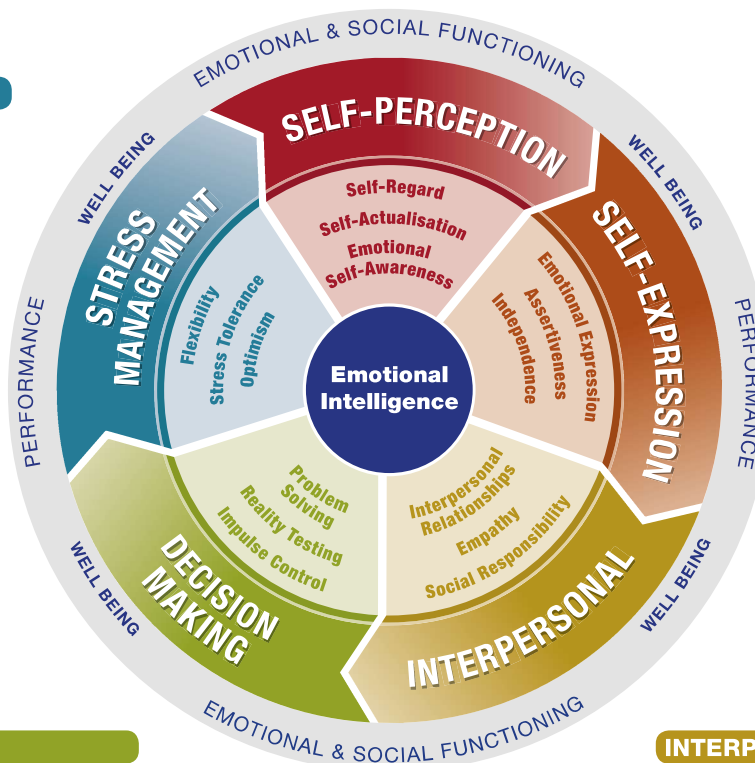 EMOTIONAL & SOCIAL FUNCTIONING
WELL BEING
WELL BEING
PERFORMANCE
PERFORMANCE
SELF-PERCEPTION
Self-Regard
Self-Actualisation
Emotional
Self-Awareness
SELF-EXPRESSION
Emotional Expression
Assertiveness
Independence
STRESS
MANAGEMENT
Flexibility
Stress Tolerance
Optimism
Emotional
Intelligence
DECISION
MAKING
Problem
Solving
Reality Testing
Impulse Control
INTERPERSONAL
Interpersonal
Relationships
Empathy
Social Responsibility
WELL BEING
WELL BEING
EMOTIONAL & SOCIAL FUNCTIONING
INTERP